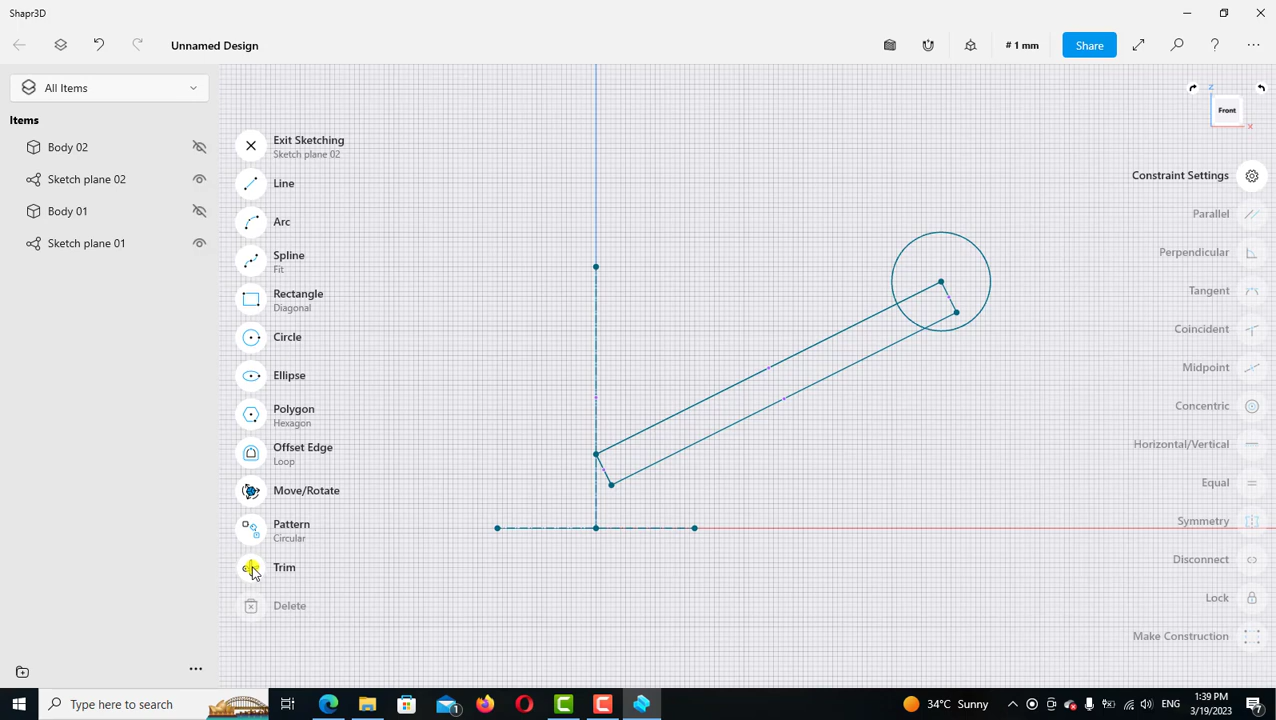 Shapr3D
Unnamed Design
# 1 mm
Share
All Items
Items
Body 02
Sketch plane 02
Body 01
Sketch plane 01
Exit Sketching
Sketch plane 02
Line
Arc
Spline
Fit
Rectangle
Diagonal
Circle
Ellipse
Polygon
Hexagon
Offset Edge
Loop
Move/Rotate
Pattern
Circular
Trim
Delete
Z
Front
X
Constraint Settings
Parallel
Perpendicular
Tangent
Coincident
Midpoint
Concentric
Horizontal/Vertical
Equal
Symmetry
Disconnect
Lock
Make Construction
Type here to search
1
34°C Sunny
1:39 PM
3/19/2023
7